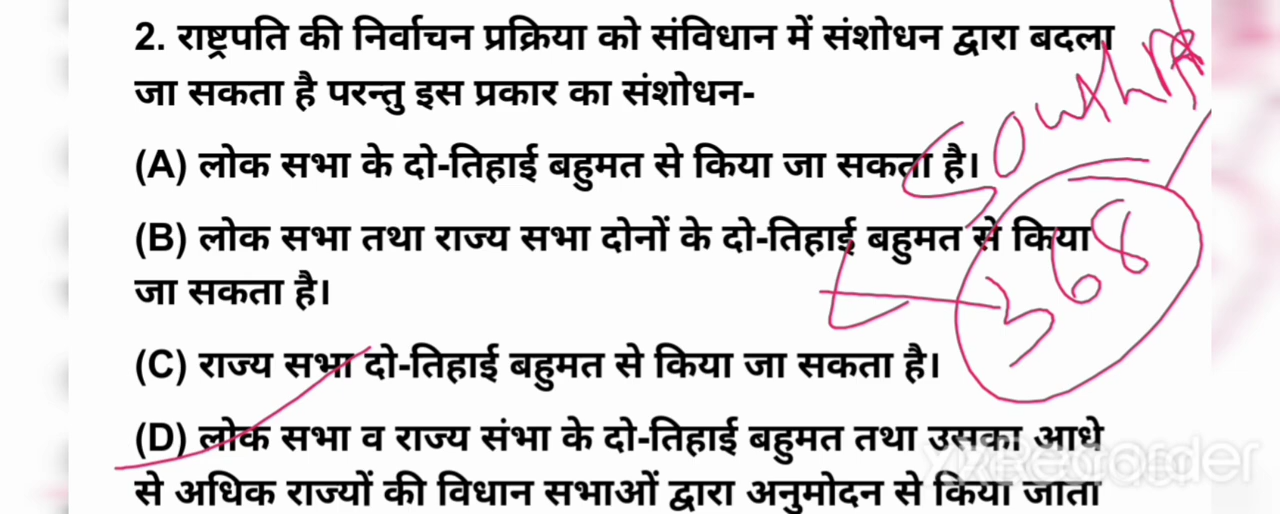 2. राष्ट्रपति की निर्वाचन प्रक्रिया को संविधान में संशोधन द्वारा बदला
जा सकता है परन्तु इस प्रकार का संशोधन-
South A
(A) लोक सभा के दो-तिहाई बहुमत से किया जा सकता है।
(B) लोक सभा तथा राज्य सभा दोनों के दो-तिहाई बहुमत से किया
368
जा सकता है।
(C) राज्य सभा दो-तिहाई बहुमत से किया जा सकता है।
(D) लोक सभा व राज्य संभा के दो-तिहाई बहुमत तथा उसका आधे
से अधिक राज्यों की विधान सभाओं द्वारा अनुमोदन से किया जाता